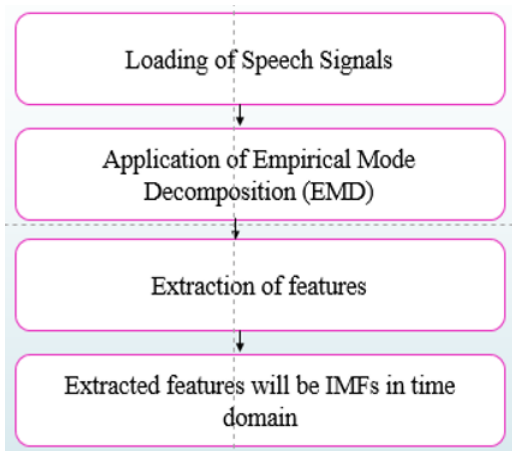 Loading of Speech Signals
Application of Empirical Mode
Decomposition (EMD)
Extraction of features
Extracted features will be IMFs in time
domain